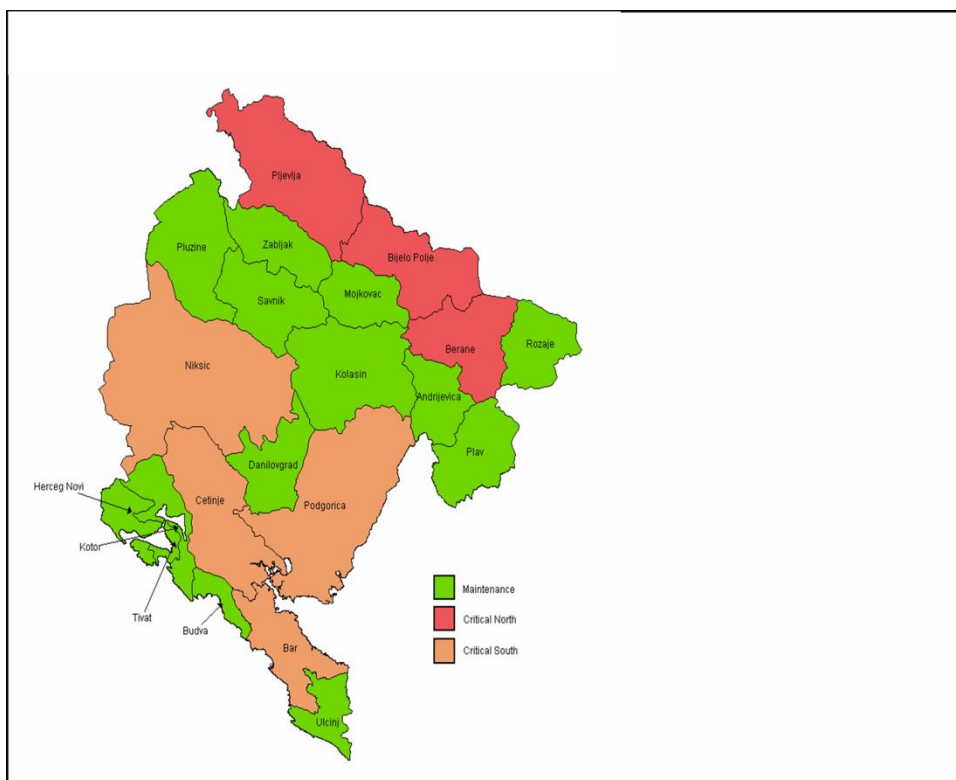 Pljevlja
Bijelo Polje
Zabljak
Pluzine
Mojkovac
Savnik
Rozaje
Berane
Niksic
Kolasin
Andrijevica
Plav
Danilovgrad
Herceg Novi
Cetinje
Podgorica
Kotor
Tivat
Budva
Bar
Ulcinj
Maintenance
Critical North
Critical South